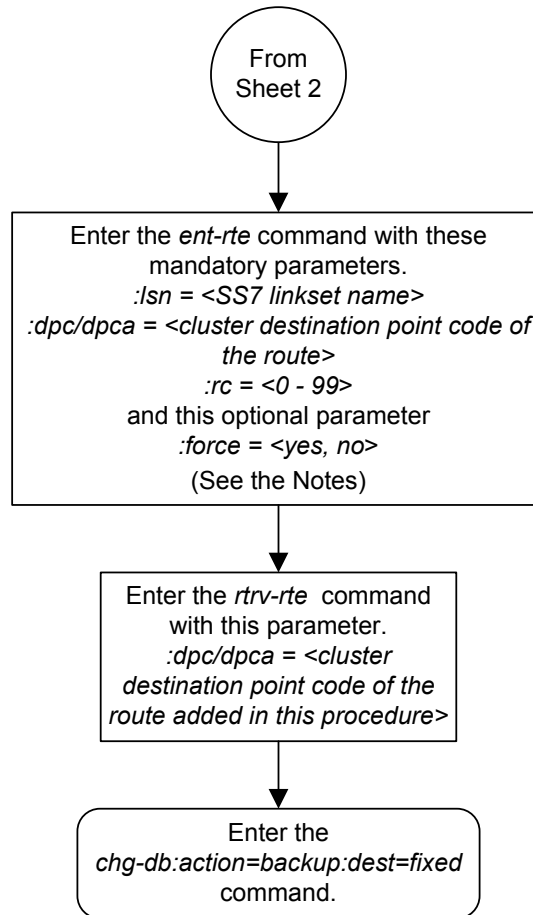 From
Sheet 2
Enter the ent-rte command with these
mandatory parameters.
:lsn = <SS7 linkset name>
:dpc/dpca = <cluster destination point code of
the route>
:rc = <0 - 99>
and this optional parameter
:force = <yes, no>
(See the Notes)
Enter the rtrv-rte command
with this parameter.
:dpc/dpca = <cluster
destination point code of the
route added in this procedure>
Enter the
chg-db:action=backup:dest=fixed
command.